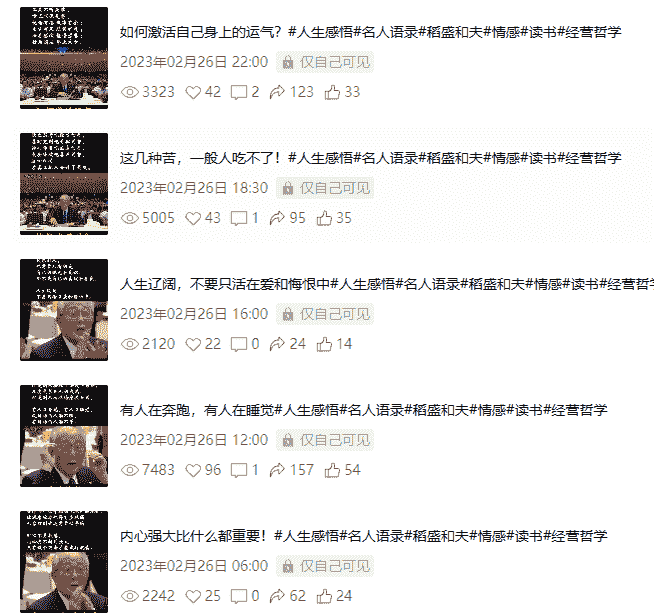 如何激活自己身上的运气？#人生感悟#名人语录#稻盛和夫#情感#读书#经营哲学
2023年02月26日 22:00 仅自己可见
3323 42 2 123 33
这几种苦，一般人吃不了！#人生感悟#名人语录#稻盛和夫#情感#读书#经营哲学
2023年02月26日 18:30 仅自己可见
5005 43 1 95 35
人生辽阔，不要只活在爱和悔恨中#人生感悟#名人语录#稻盛和夫#情感#读书#经营
2023年02月26日 16:00 仅自己可见
2120 22 0 24 14
有人在奔跑，有人在睡觉#人生感悟#名人语录#稻盛和夫#情感#读书#经营哲学
2023年02月26日 12:00 仅自己可见
7483 96 1 157 54
内心强大比什么都重要！#人生感悟#名人语录#稻盛和夫#情感#读书#经营哲学
2023年02月26日 06:00 仅自己可见
2242 25 0 62 24